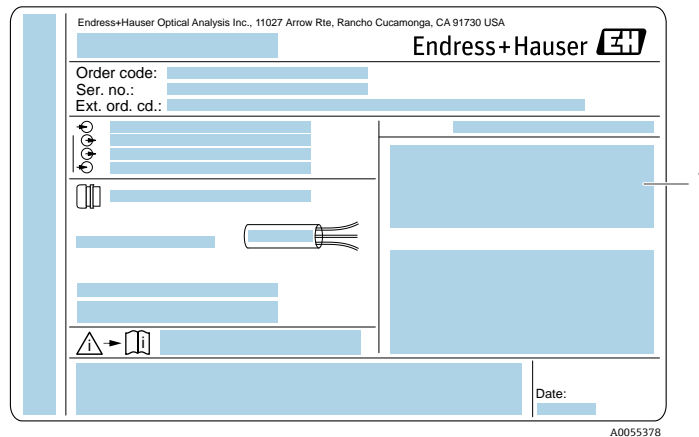 Endress+Hauser Optical Analysis Inc., 11027 Arrow Rte, Rancho Cucamonga, CA 91730 USA
Endress+Hauser EH
Order code:
Ser. no.:
Ext. ord. cd.:
Date:
A0055378